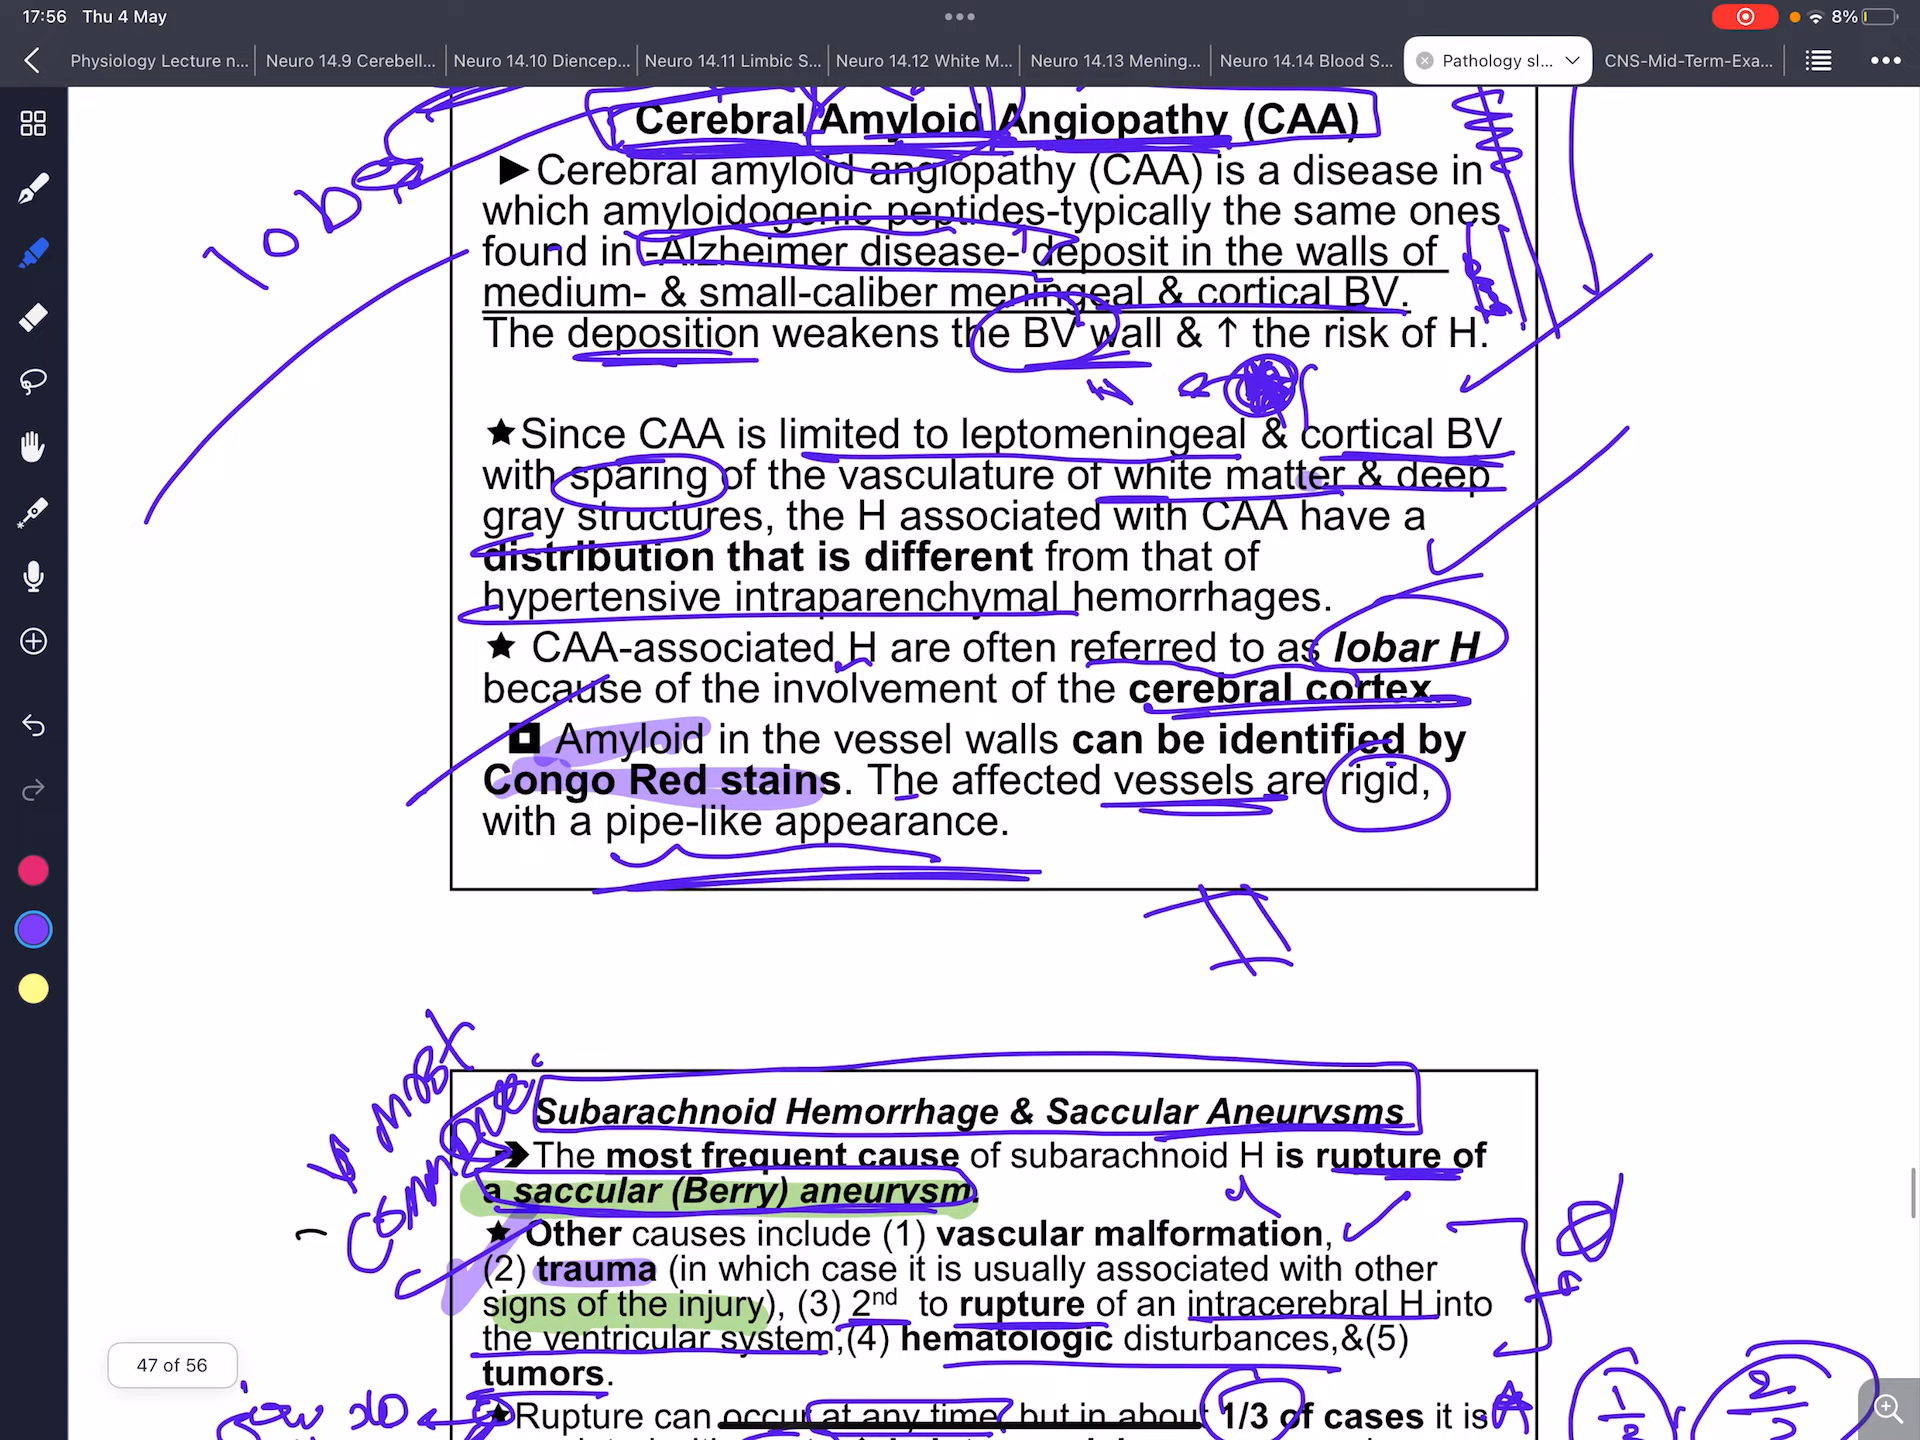 17:56 Thu 4 May
8%
Physiology Lecture n...
Neuro 14.9 Cerebell...
Neuro 14.10 Diencep...
Neuro 14.11 Limbic S...
Neuro 14.12 White M...
Neuro 14.13 Mening...
Neuro 14.14 Blood S...
Pathology sl...
CNS-Mid-Term-Exa...
Cerebral Amyloid Angiopathy (CAA)
▶Cerebral amyloid angiopathy (CAA) is a disease in
which amyloidogenic peptides-typically the same ones
found in -Alzheimer disease- deposit in the walls of
medium- & small-caliber meningeal & cortical BV.
The deposition weakens the BV wall & ↑ the risk of H.
★Since CAA is limited to leptomeningeal & cortical BV
with sparing of the vasculature of white matter & deep
gray structures, the H associated with CAA have a
distribution that is different from that of
hypertensive intraparenchymal hemorrhages.
★ CAA-associated H are often referred to as lobar H
because of the involvement of the cerebral cortex.
Amyloid in the vessel walls can be identified by
Congo Red stains. The affected vessels are rigid,
with a pipe-like appearance.
most
common
Subarachnoid Hemorrhage & Saccular Aneurysms
➔The most frequent cause of subarachnoid H is rupture of
a saccular (Berry) aneurysm.
★ Other causes include (1) vascular malformation,
(2) trauma (in which case it is usually associated with other
signs of the injury), (3) 2nd to rupture of an intracerebral H into
the ventricular system,(4) hematologic disturbances,&(5)
tumors.
★Rupture can occur at any time, but in about 1/3 of cases it is
47 of 56